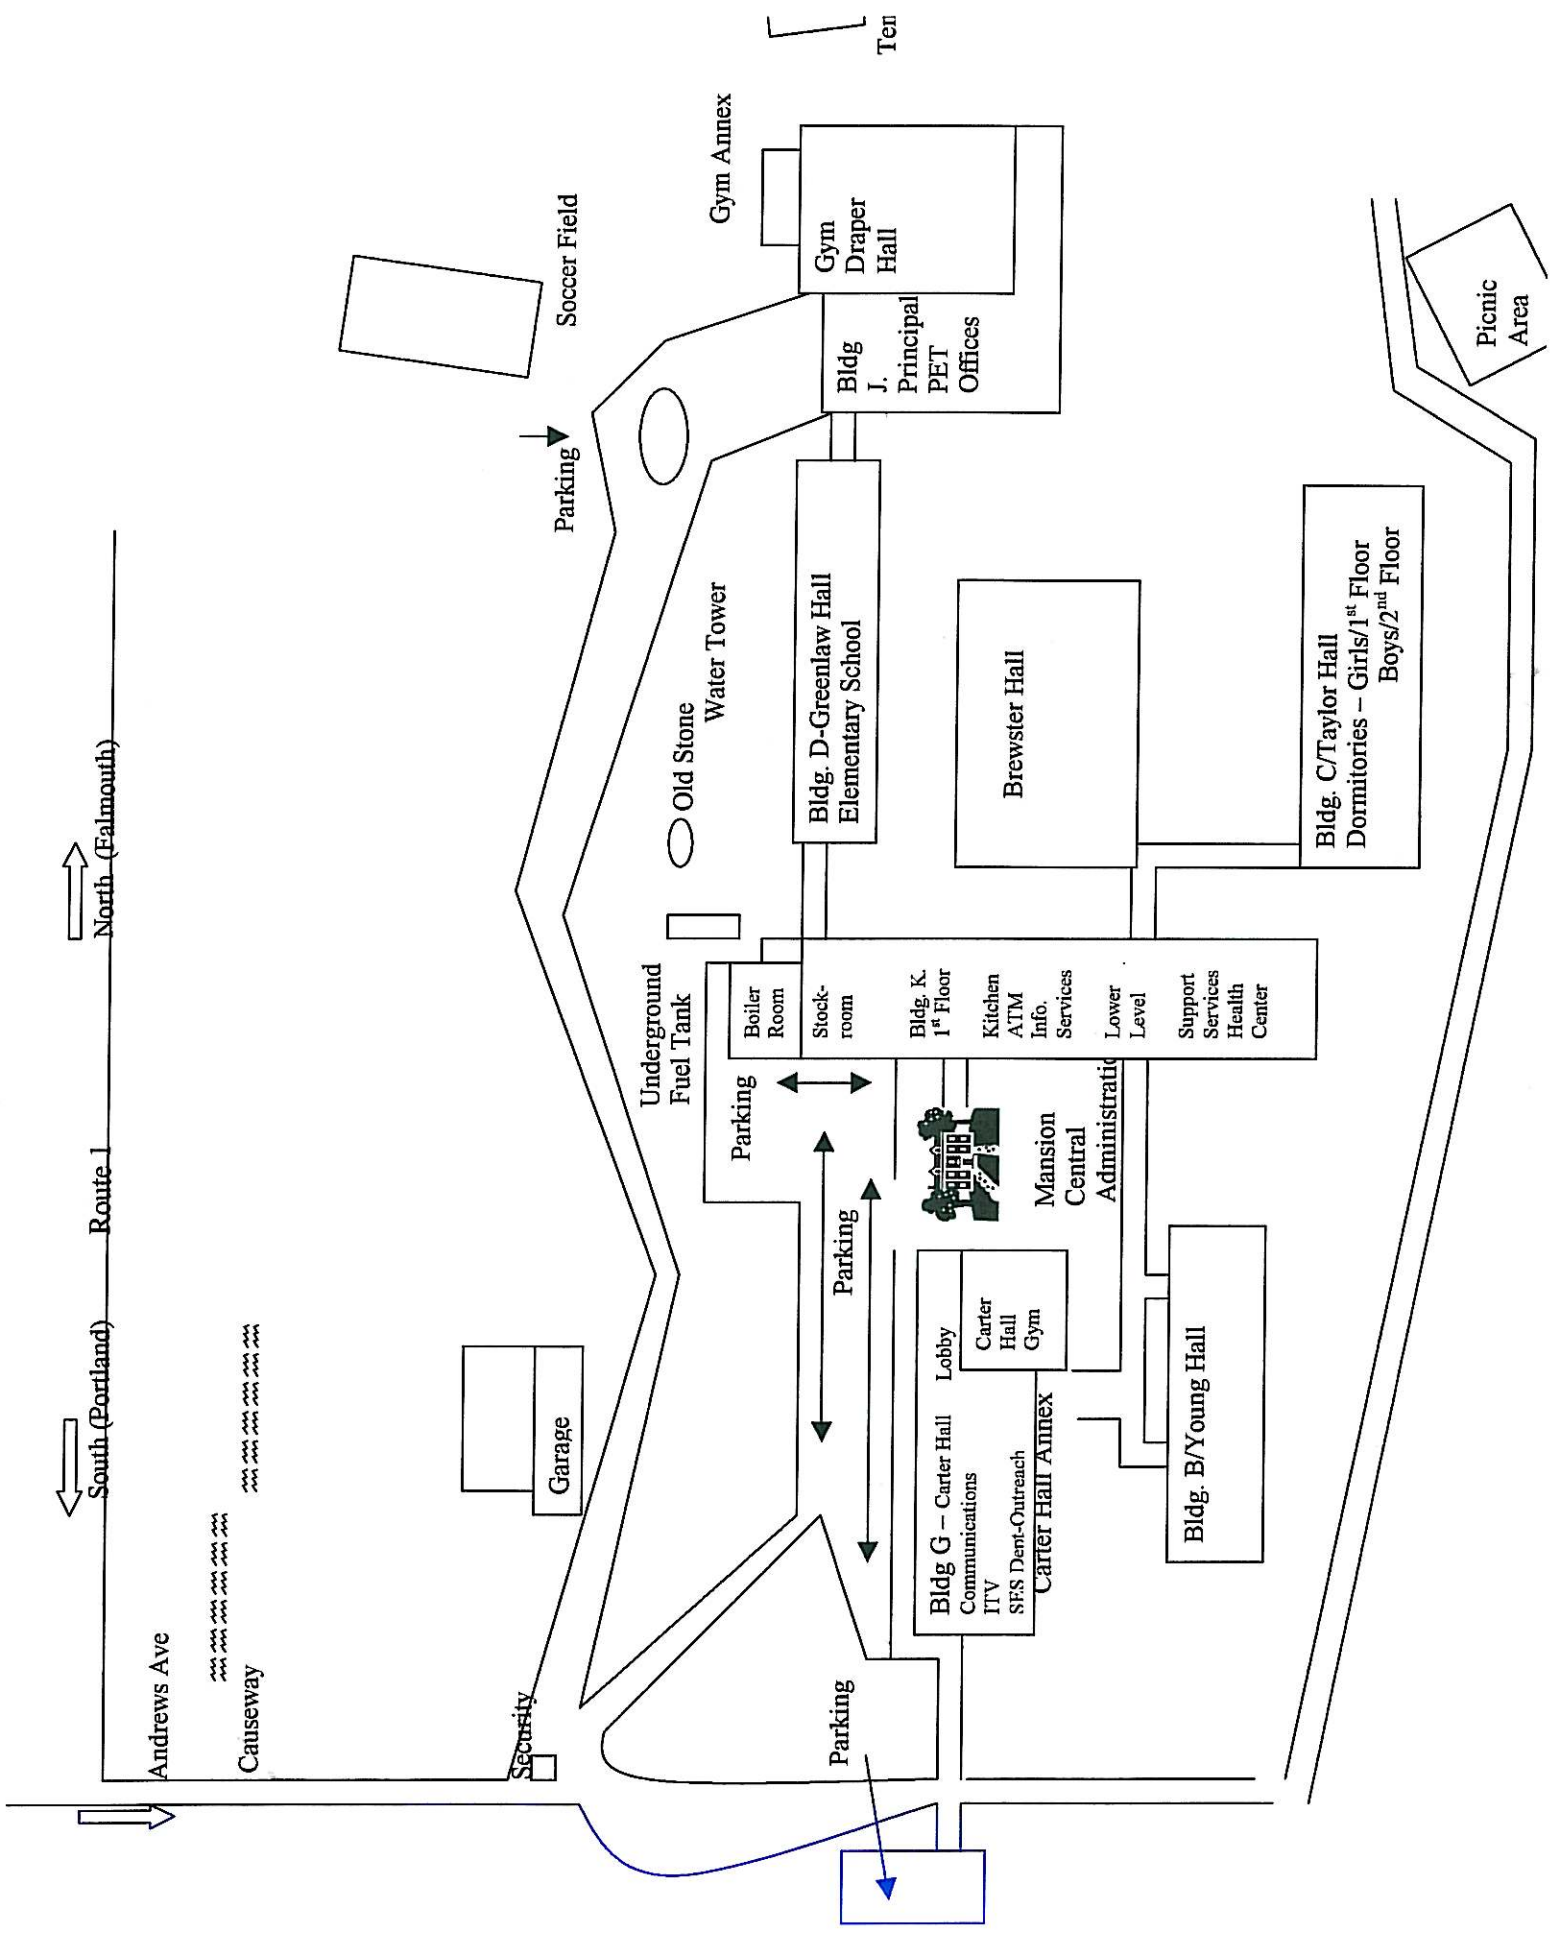 Andrews Ave
Causeway
South (Portland)
Route 1
North (Falmouth)
Security
Garage
Parking
Soccer Field
Underground
Fuel Tank
Old Stone
Water Tower
Gym Annex
Parking
Parking
Parking
Boiler
Room
Stock-
room
Bldg. K.
1st Floor
Kitchen
ATM
Info.
Services
Lower
Level
Support
Services
Health
Center
Bldg. D-Greenlaw Hall
Elementary School
Bldg
J.
Principal
PET
Offices
Gym
Draper
Hall
Bldg G – Carter Hall
Lobby
Communications
ITV
SES Dent-Outreach
Carter
Hall
Gym
Carter Hall Annex
Mansion
Central
Administratio
Brewster Hall
Bldg. B/Young Hall
Bldg. C/Taylor Hall
Dormitories – Girls/1st Floor
Boys/2nd Floor
Picnic
Area